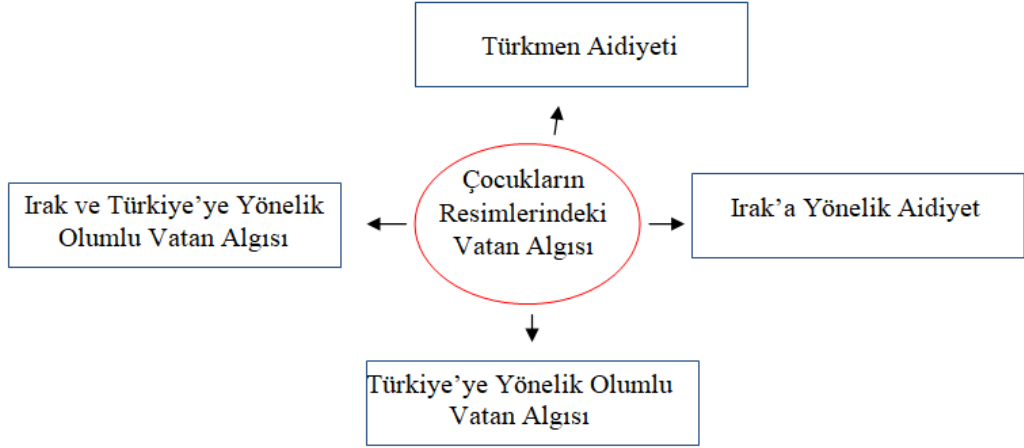 Türkmen Aidiyeti
Çocukların
Resimlerindeki
Vatan Algısı
Irak ve Türkiye’ye Yönelik
Olumlu Vatan Algısı
Irak’a Yönelik Aidiyet
Türkiye’ye Yönelik Olumlu
Vatan Algısı